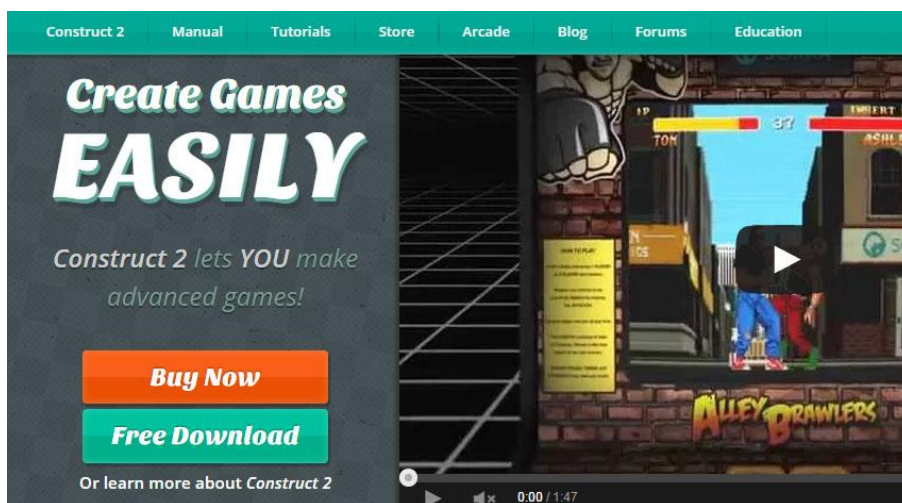 Construct 2 Manual Tutorials Store Arcade Blog Forums Education
Create Games
EASILY
Construct 2 lets YOU make
advanced games!
Buy Now
Free Download
Or learn more about Construct 2
1P
37
TON
HOW TO PLAY
ALLEY BRAWLERS
0:00 / 1:47